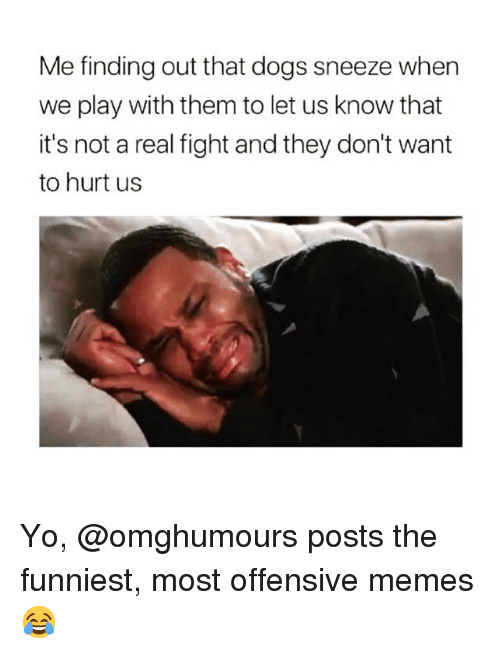 Me finding out that dogs sneeze when
we play with them to let us know that
it's not a real fight and they don't want
to hurt us
Yo, @omghumours posts the
funniest, most offensive memes
😂